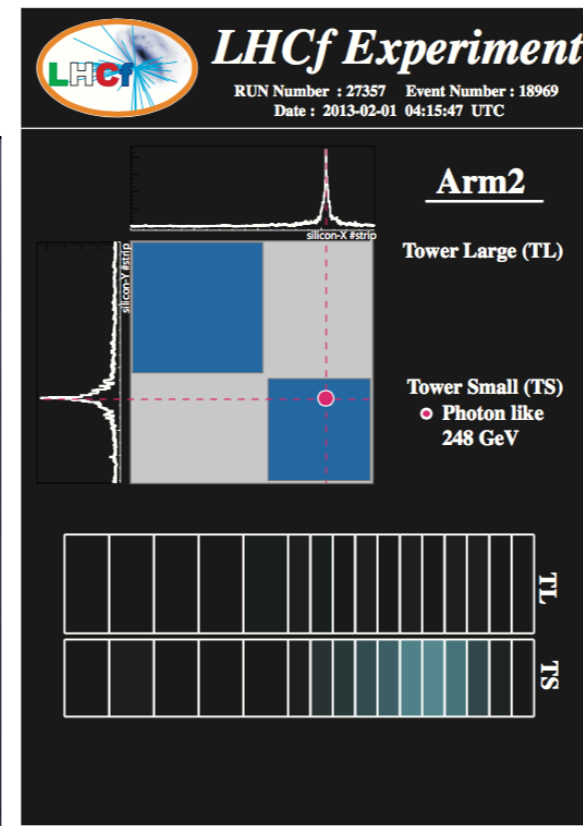 LHCf
LHCf Experiment
RUN Number : 27357 Event Number : 18969
Date : 2013-02-01 04:15:47 UTC
Arm2
silicon-X #strip
silicon-Y #strip
Tower Large (TL)
Tower Small (TS)
Photon like
248 GeV
TL
TS